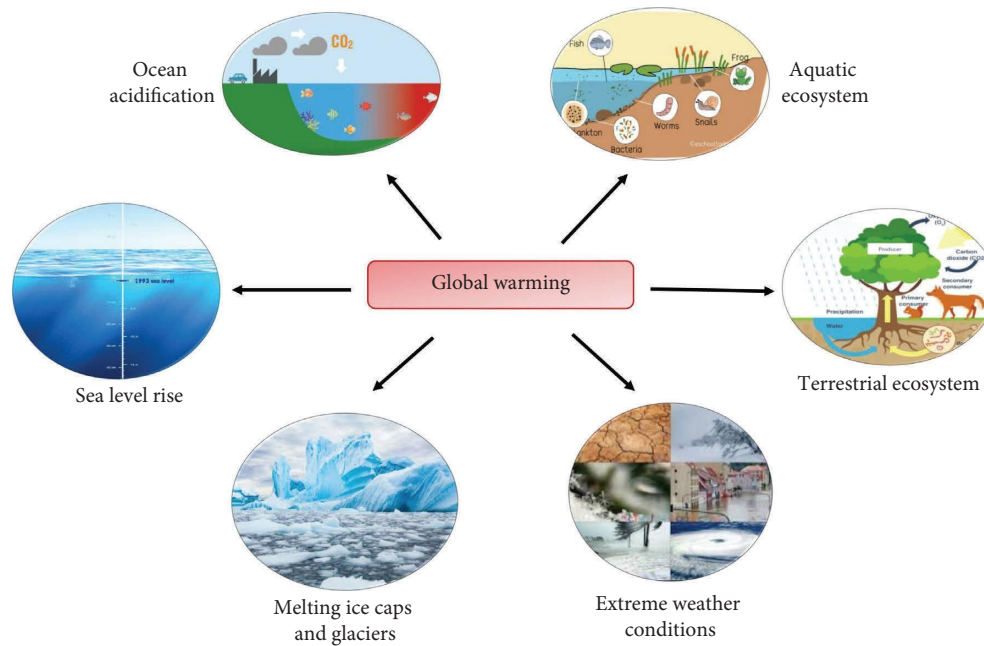 Ocean
acidification
CO₂
Fish
Frog
Plankton
Bacteria
Worms
Snails
Aquatic
ecosystem
1993 sea level
Sea level rise
Global warming
(O₂)
Producer
Carbon
dioxide (CO2)
Secondary
consumer
Primary
consumer
Precipitation
Water
Terrestrial ecosystem
Melting ice caps
and glaciers
Extreme weather
conditions